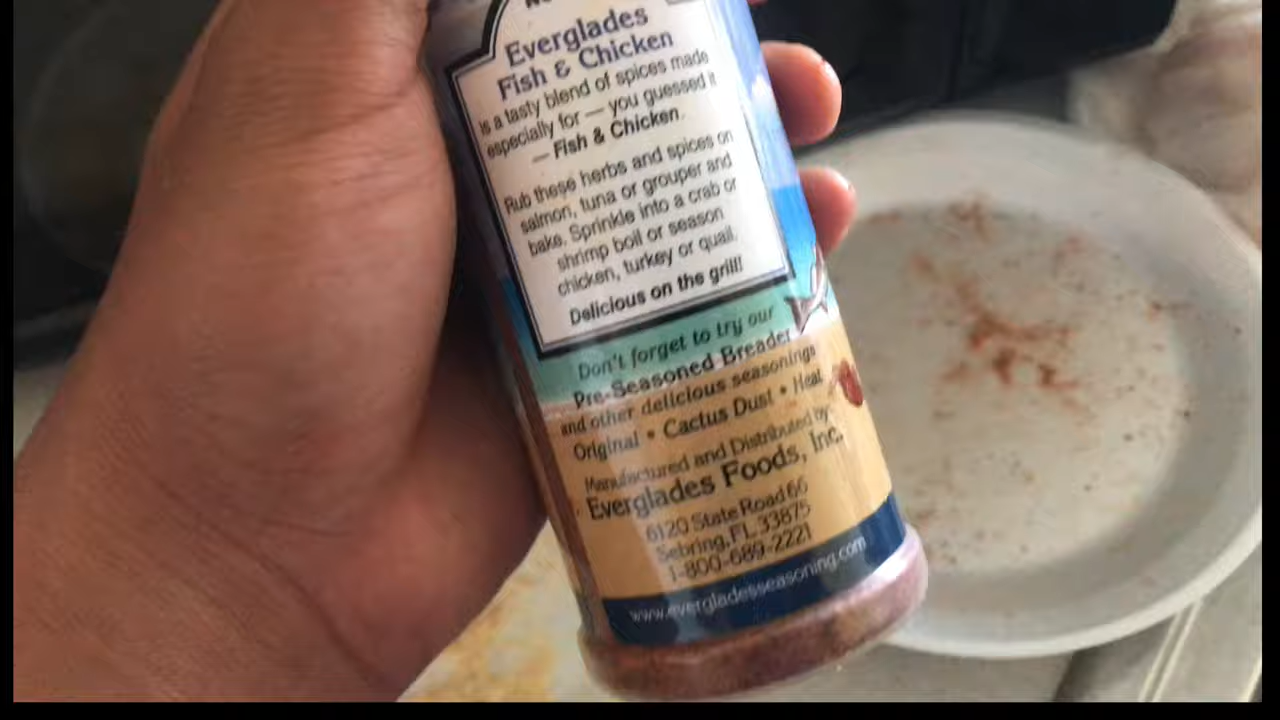 Everglades
Fish & Chicken
is a tasty blend of spices made
especially for — you guessed it
— Fish & Chicken.
Rub these herbs and spices on
salmon, tuna or grouper and
bake. Sprinkle into a crab or
shrimp boil or season
chicken, turkey or quail.
Delicious on the grill!
Don't forget to try our
Pre-Seasoned Breader
and other delicious seasonings
Original • Cactus Dust • Heat
Manufactured and Distributed by
Everglades Foods, Inc.
6120 State Road 66
Sebring, FL 33875
1-800-689-2221
www.evergladesseasoning.com